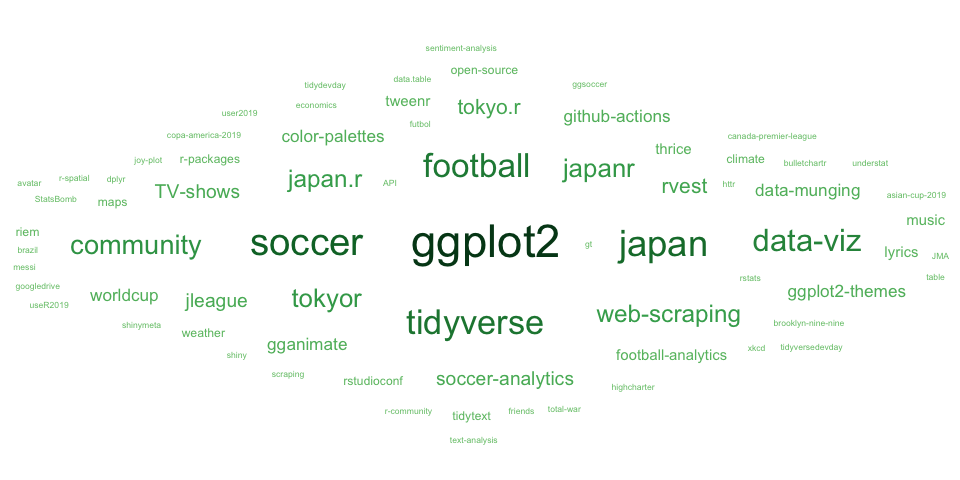 sentiment-analysis
open-source
data.table
tidydevday
ggsoccer
tweenr
economics
tokyo.r
user2019
github-actions
futbol
copa-america-2019
color-palettes
canada-premier-league
thrice
joy-plot
r-packages
football
japanr
climate
bulletchartr
understat
avatar
r-spatial
dplyr
japan.r
API
rvest
httr
data-munging
TV-shows
StatsBomb
maps
asian-cup-2019
music
riem
community
soccer
ggplot2
gt
japan
data-viz
brazil
lyrics
JMA
messi
rstats
table
googledrive
useR2019
worldcup
jleague
tokyor
ggplot2-themes
shinymeta
weather
tidyverse
web-scraping
brooklyn-nine-nine
gganimate
shiny
football-analytics
xkcd
tidyversedevday
scraping
rstudioconf
soccer-analytics
highcharter
r-community
tidytext
friends
total-war
text-analysis